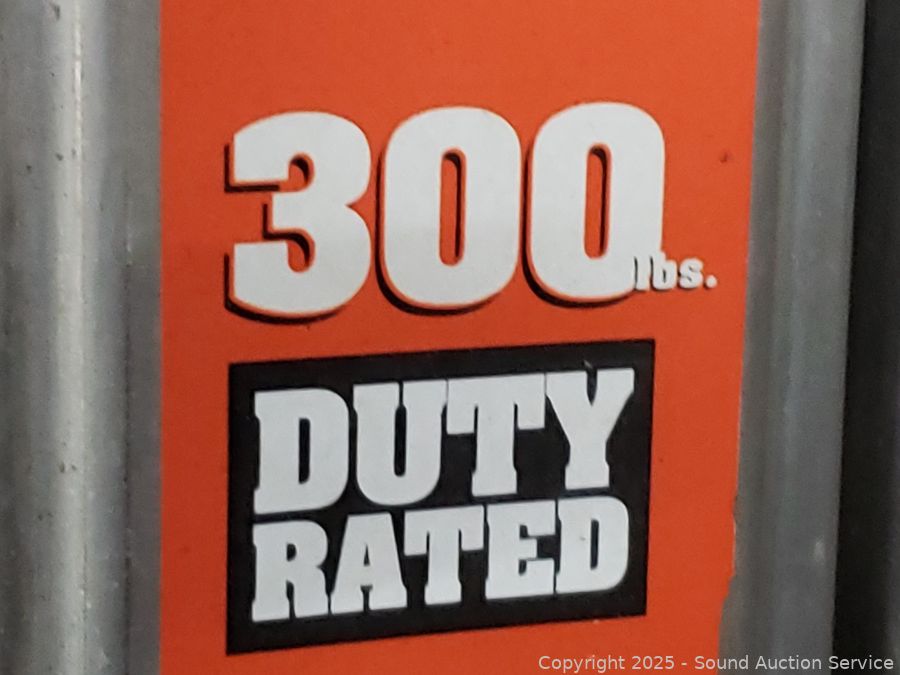 300 lbs.
DUTY
RATED
Copyright 2025 - Sound Auction Service